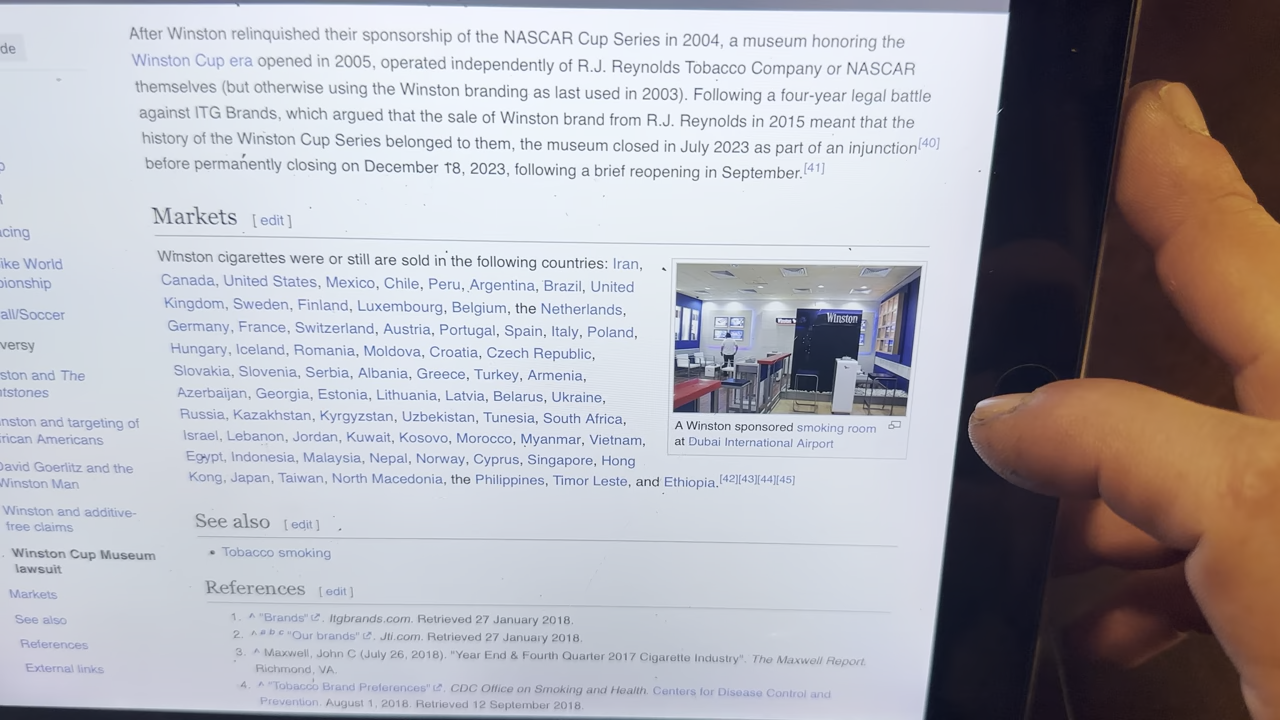 After Winston relinquished their sponsorship of the NASCAR Cup Series in 2004, a museum honoring the
Winston Cup era opened in 2005, operated independently of R.J. Reynolds Tobacco Company or NASCAR
themselves (but otherwise using the Winston branding as last used in 2003). Following a four-year legal battle
against ITG Brands, which argued that the sale of Winston brand from R.J. Reynolds in 2015 meant that the
history of the Winston Cup Series belonged to them, the museum closed in July 2023 as part of an injunction[40]
before permanently closing on December 18, 2023, following a brief reopening in September.[41]
Markets [ edit ]
Winston cigarettes were or still are sold in the following countries: Iran,
Canada, United States, Mexico, Chile, Peru, Argentina, Brazil, United
Kingdom, Sweden, Finland, Luxembourg, Belgium, the Netherlands,
Germany, France, Switzerland, Austria, Portugal, Spain, Italy, Poland,
Hungary, Iceland, Romania, Moldova, Croatia, Czech Republic,
Slovakia, Slovenia, Serbia, Albania, Greece, Turkey, Armenia,
Azerbaijan, Georgia, Estonia, Lithuania, Latvia, Belarus, Ukraine,
Russia, Kazakhstan, Kyrgyzstan, Uzbekistan, Tunesia, South Africa,
Israel, Lebanon, Jordan, Kuwait, Kosovo, Morocco, Myanmar, Vietnam,
Egypt, Indonesia, Malaysia, Nepal, Norway, Cyprus, Singapore, Hong
Kong, Japan, Taiwan, North Macedonia, the Philippines, Timor Leste, and Ethiopia.[42][43][44][45]
Winston
A Winston sponsored smoking room
at Dubai International Airport
See also [ edit ]
• Tobacco smoking
References [ edit ]
1. ^ "Brands". Itgbrands.com. Retrieved 27 January 2018.
2. ^ a b c "Our brands". Jti.com. Retrieved 27 January 2018.
3. ^ Maxwell, John C (July 26, 2018). "Year End & Fourth Quarter 2017 Cigarette Industry". The Maxwell Report.
Richmond, VA.
4. ^ "Tobacco Brand Preferences". CDC Office on Smoking and Health. Centers for Disease Control and
Prevention. August 1, 2018. Retrieved 12 September 2018.
de
acing
ike World
pionship
all/Soccer
versy
ston and The
ntstones
nston and targeting of
rican Americans
David Goerlitz and the
Winston Man
Winston and additive-
free claims
Winston Cup Museum
lawsuit
Markets
See also
References
External links